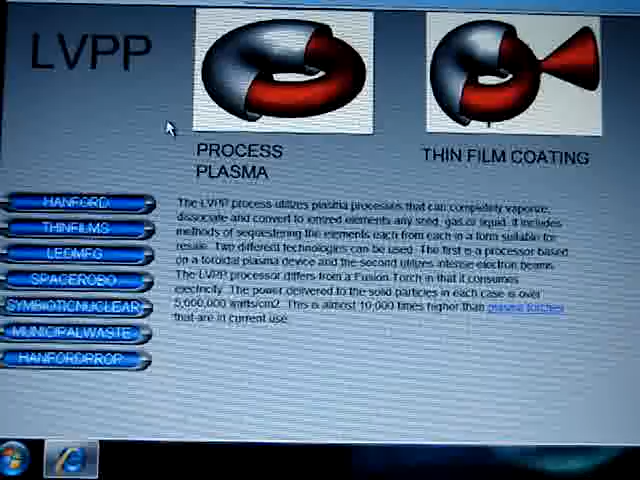 LVPP
PROCESS
PLASMA
THIN FILM COATING
HANFORD
THINFILMS
LEOMFG
SPACEROBO
SYMBIOTICNUCLEAR
MUNICIPALWASTE
HANFORDPROP
The LVPP process utilizes plasma processes that can completely vaporize,
dissociate and convert to ionized elements any solid, gas or liquid. It includes
methods of sequestering the elements each from each in a form suitable for
resale. Two different technologies can be used. The first is a processor based
on a toroidal plasma device and the second utilizes intense electron beams.
The LVPP processor differs from a Fusion Torch in that it consumes
electricity. The power delivered to the solid particles in each case is over
5,000,000 watts/cm2. This is almost 10,000 times higher than plasma torches
that are in current use.